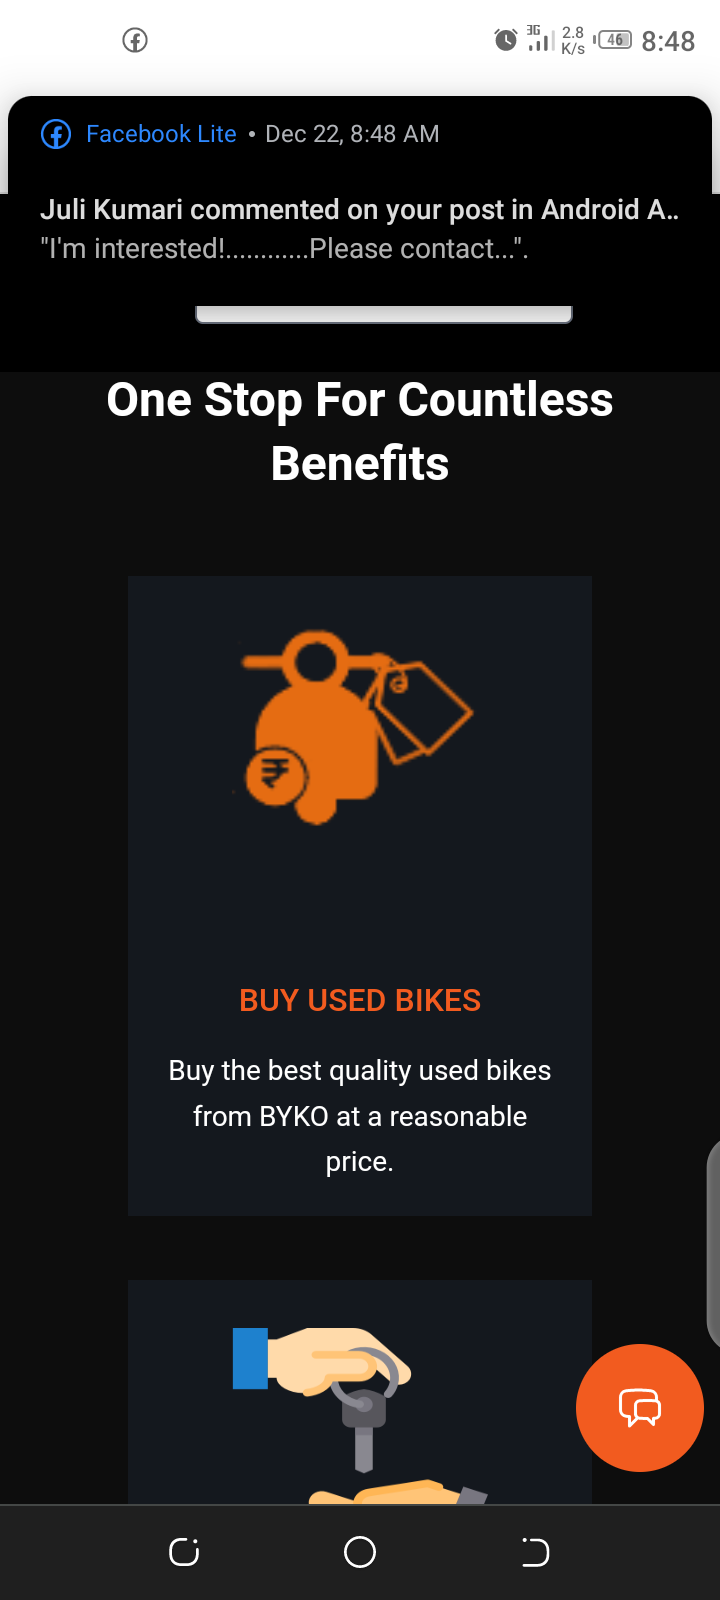 3G 2.8 K/s 46 8:48
Facebook Lite • Dec 22, 8:48 AM
Juli Kumari commented on your post in Android A..
"I'm interested!............Please contact...".
One Stop For Countless
Benefits
₹
BUY USED BIKES
Buy the best quality used bikes
from BYKO at a reasonable
price.